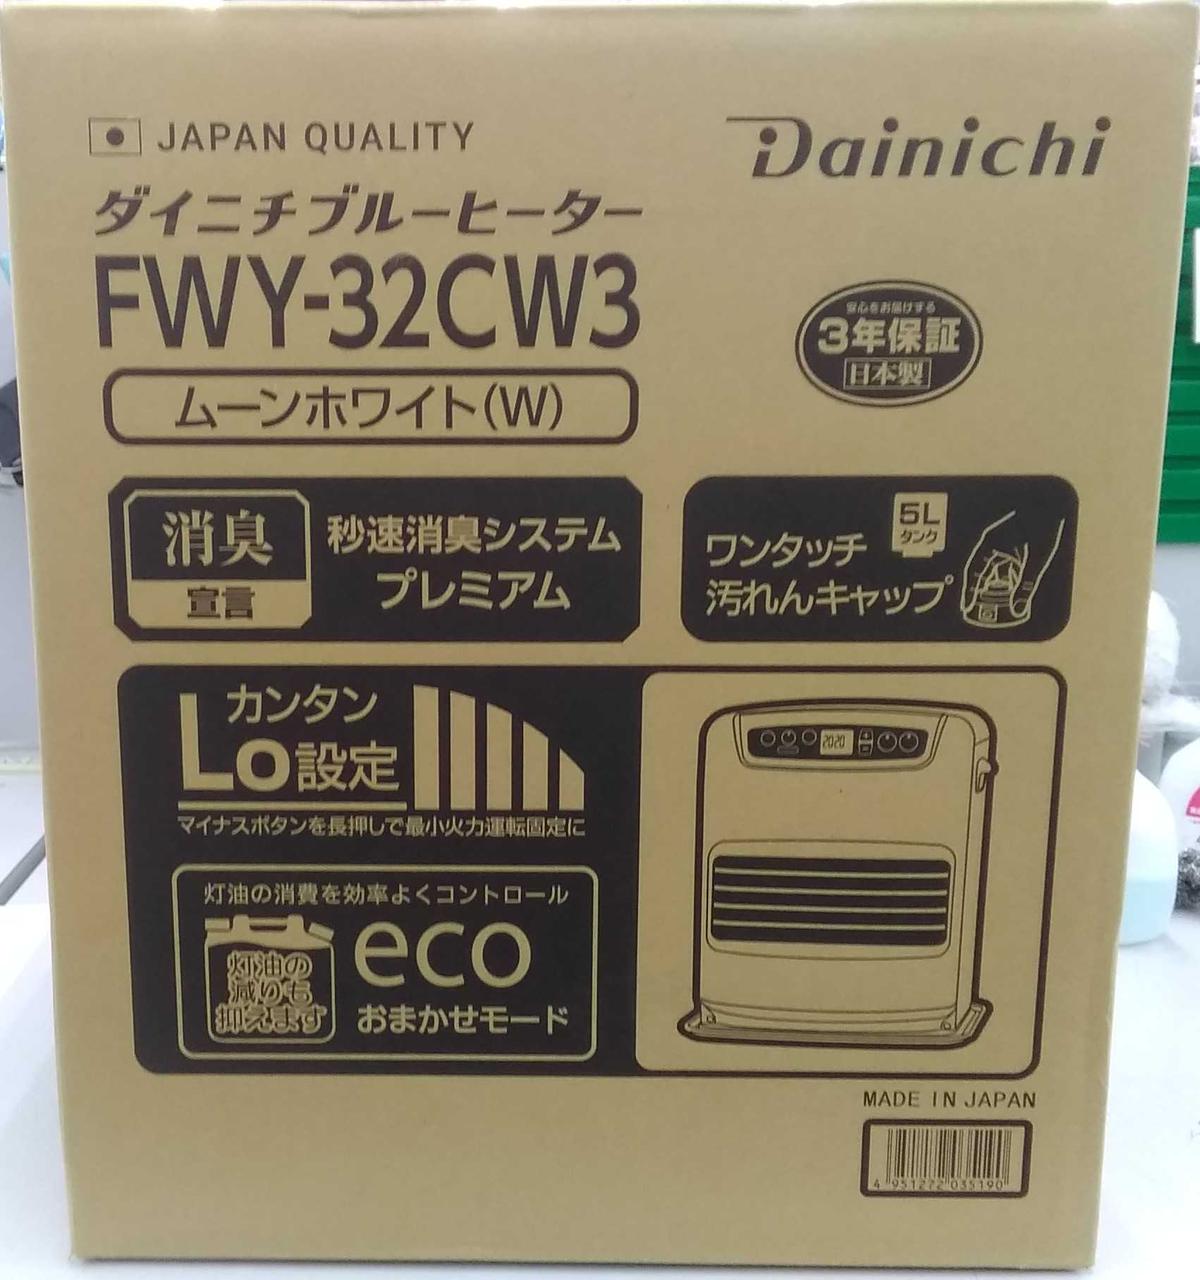 JAPAN QUALITY
Dainichi
ダイニチブルーヒーター
FWY-32CW3
ムーンホワイト(W)
安心をお届けする
3年保証
日本製
消臭
宣言
秒速消臭システム
プレミアム
5L
タンク
ワンタッチ
汚れんキャップ
カンタン
Lo設定
マイナスボタンを長押しで最小火力運転固定に
灯油の消費を効率よくコントロール
灯油の
減りも
抑えます
eco
おまかせモード
2020
MADE IN JAPAN
4 951272 035190